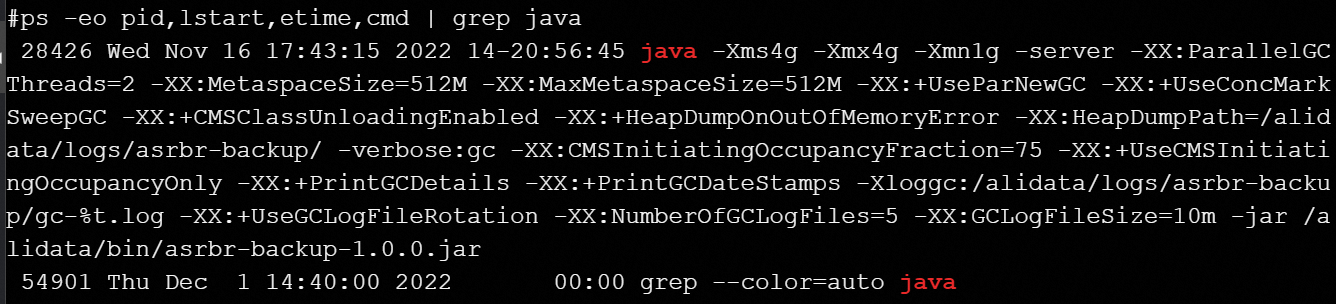 #ps -eo pid,lstart,etime,cmd | grep java
28426 Wed Nov 16 17:43:15 2022 14-20:56:45 java -Xms4g -Xmx4g -Xmn1g -server -XX:ParallelGC
Threads=2 -XX:MetaspaceSize=512M -XX:MaxMetaspaceSize=512M -XX:+UseParNewGC -XX:+UseConcMark
SweepGC -XX:+CMSClassUnloadingEnabled -XX:+HeapDumpOnOutOfMemoryError -XX:HeapDumpPath=/alid
ata/logs/asrbr-backup/ -verbose:gc -XX:CMSInitiatingOccupancyFraction=75 -XX:+UseCMSInitiati
ngOccupancyOnly -XX:+PrintGCDetails -XX:+PrintGCDateStamps -Xloggc:/alidata/logs/asrbr-backu
p/gc-%t.log -XX:+UseGCLogFileRotation -XX:NumberOfGCLogFiles=5 -XX:GCLogFileSize=10m -jar /a
lidata/bin/asrbr-backup-1.0.0.jar
54901 Thu Dec  1 14:40:00 2022       00:00 grep --color=auto java